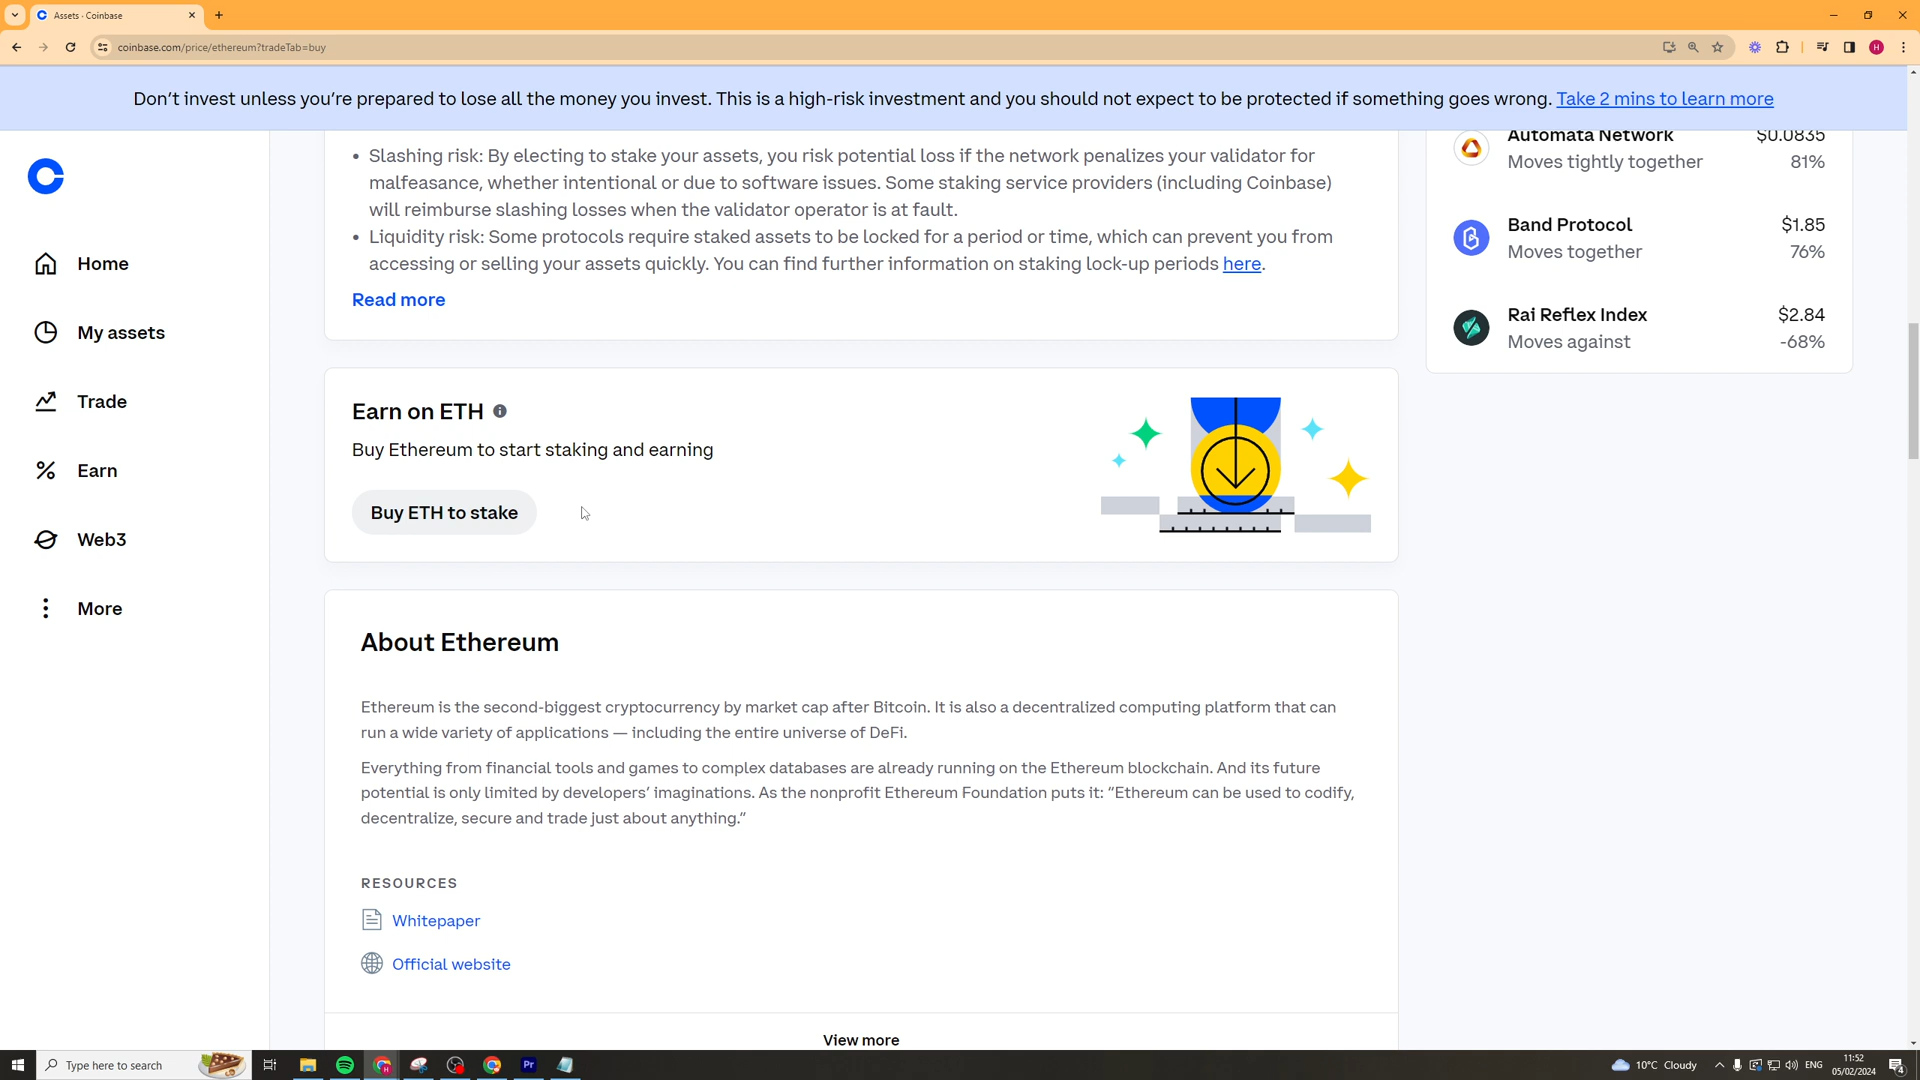 Assets - Coinbase
coinbase.com/price/ethereum?tradeTab=buy
H
Don't invest unless you're prepared to lose all the money you invest. This is a high-risk investment and you should not expect to be protected if something goes wrong. Take 2 mins to learn more
Home
My assets
Trade
Earn
Web3
More
• Slashing risk: By electing to stake your assets, you risk potential loss if the network penalizes your validator for
malfeasance, whether intentional or due to software issues. Some staking service providers (including Coinbase)
will reimburse slashing losses when the validator operator is at fault.
• Liquidity risk: Some protocols require staked assets to be locked for a period or time, which can prevent you from
accessing or selling your assets quickly. You can find further information on staking lock-up periods here.
Read more
Earn on ETH
Buy Ethereum to start staking and earning
Buy ETH to stake
About Ethereum
Ethereum is the second-biggest cryptocurrency by market cap after Bitcoin. It is also a decentralized computing platform that can
run a wide variety of applications — including the entire universe of DeFi.
Everything from financial tools and games to complex databases are already running on the Ethereum blockchain. And its future
potential is only limited by developers' imaginations. As the nonprofit Ethereum Foundation puts it: “Ethereum can be used to codify,
decentralize, secure and trade just about anything.”
RESOURCES
Whitepaper
Official website
View more
Automata Network $0.0835
Moves tightly together 81%
Band Protocol $1.85
Moves together 76%
Rai Reflex Index $2.84
Moves against -68%
Type here to search
Pr
10°C Cloudy
ENG
11:52
05/02/2024
4